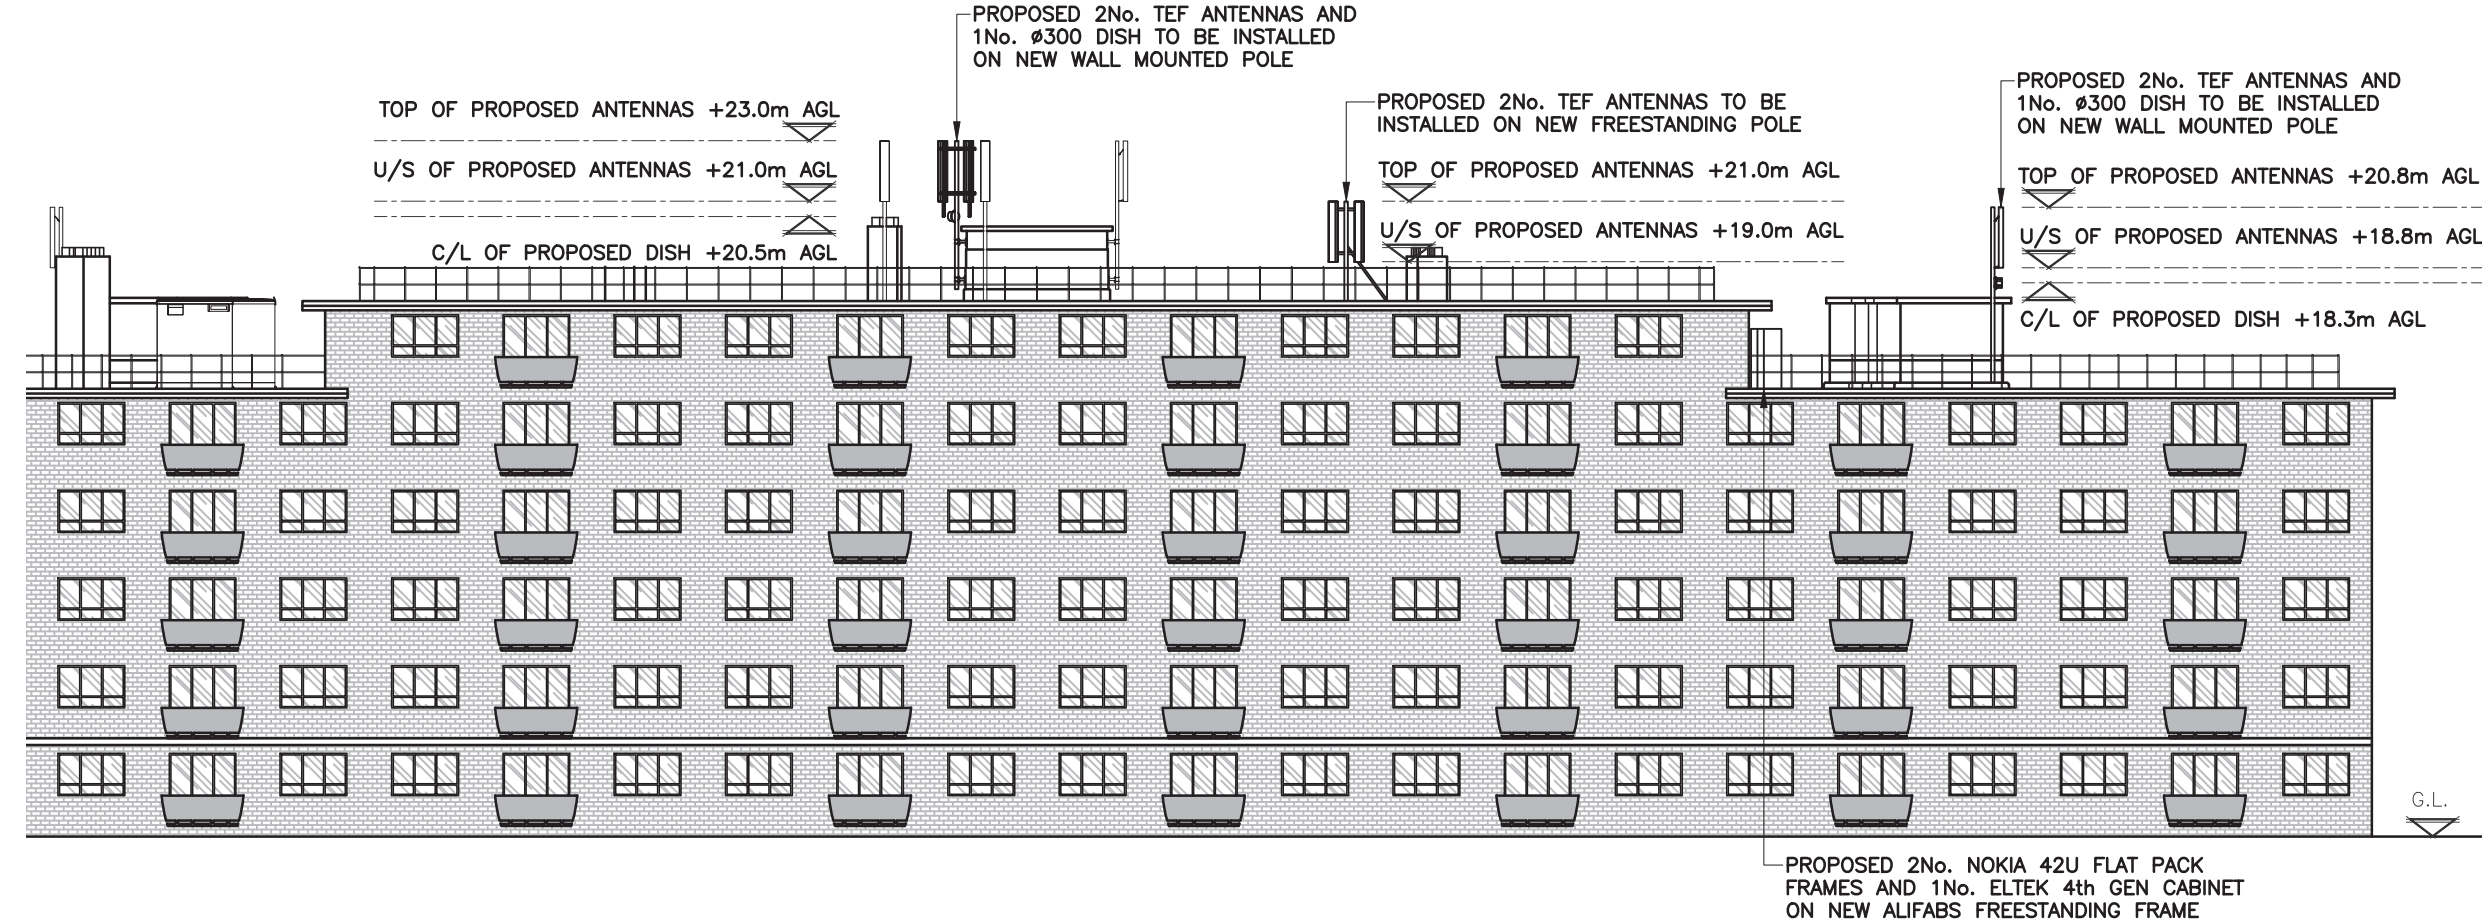 PROPOSED 2No. TEF ANTENNAS AND
1No. ø300 DISH TO BE INSTALLED
ON NEW WALL MOUNTED POLE
TOP OF PROPOSED ANTENNAS +23.0m AGL
U/S OF PROPOSED ANTENNAS +21.0m AGL
C/L OF PROPOSED DISH +20.5m AGL
PROPOSED 2No. TEF ANTENNAS TO BE
INSTALLED ON NEW FREESTANDING POLE
TOP OF PROPOSED ANTENNAS +21.0m AGL
U/S OF PROPOSED ANTENNAS +19.0m AGL
PROPOSED 2No. TEF ANTENNAS AND
1No. ø300 DISH TO BE INSTALLED
ON NEW WALL MOUNTED POLE
TOP OF PROPOSED ANTENNAS +20.8m AGL
U/S OF PROPOSED ANTENNAS +18.8m AGL
C/L OF PROPOSED DISH +18.3m AGL
G.L.
PROPOSED 2No. NOKIA 42U FLAT PACK
FRAMES AND 1No. ELTEK 4th GEN CABINET
ON NEW ALIFABS FREESTANDING FRAME